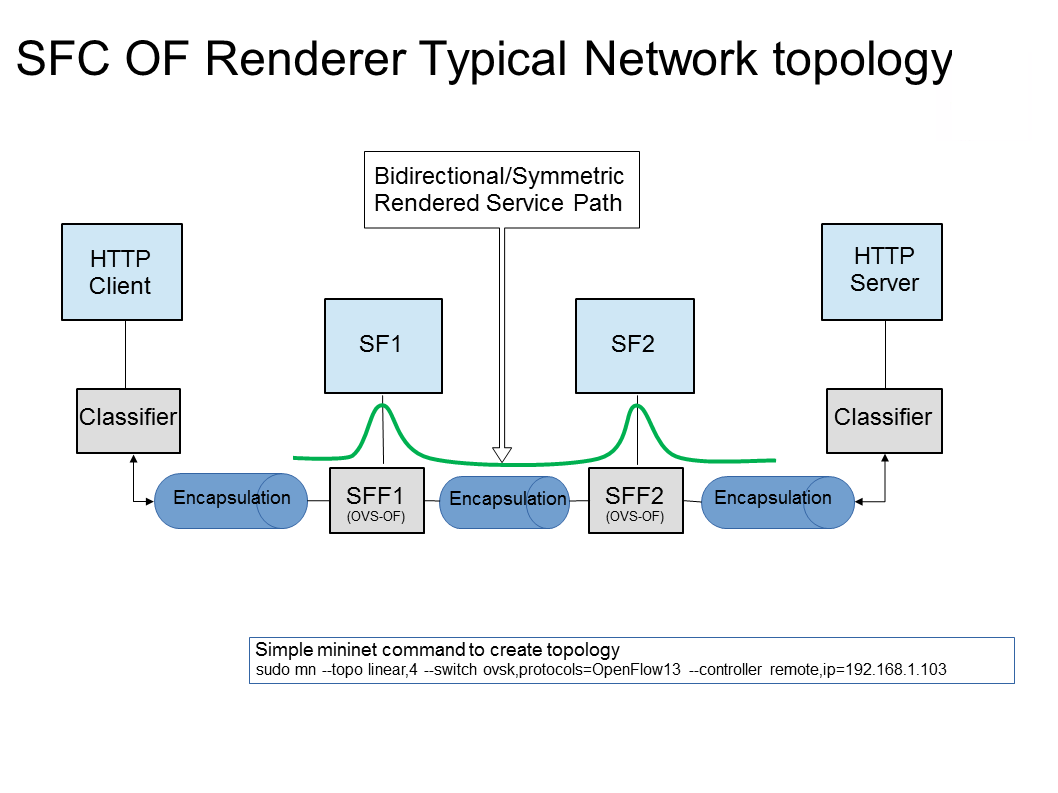 SFC OF Renderer Typical Network topology
Bidirectional/Symmetric
Rendered Service Path
HTTP
Client
HTTP
Server
SF1
SF2
Classifier
Classifier
Encapsulation
SFF1
(OVS-OF)
Encapsulation
SFF2
(OVS-OF)
Encapsulation
Simple mininet command to create topology
sudo mn --topo linear,4 --switch ovsk,protocols=OpenFlow13 --controller remote,ip=192.168.1.103